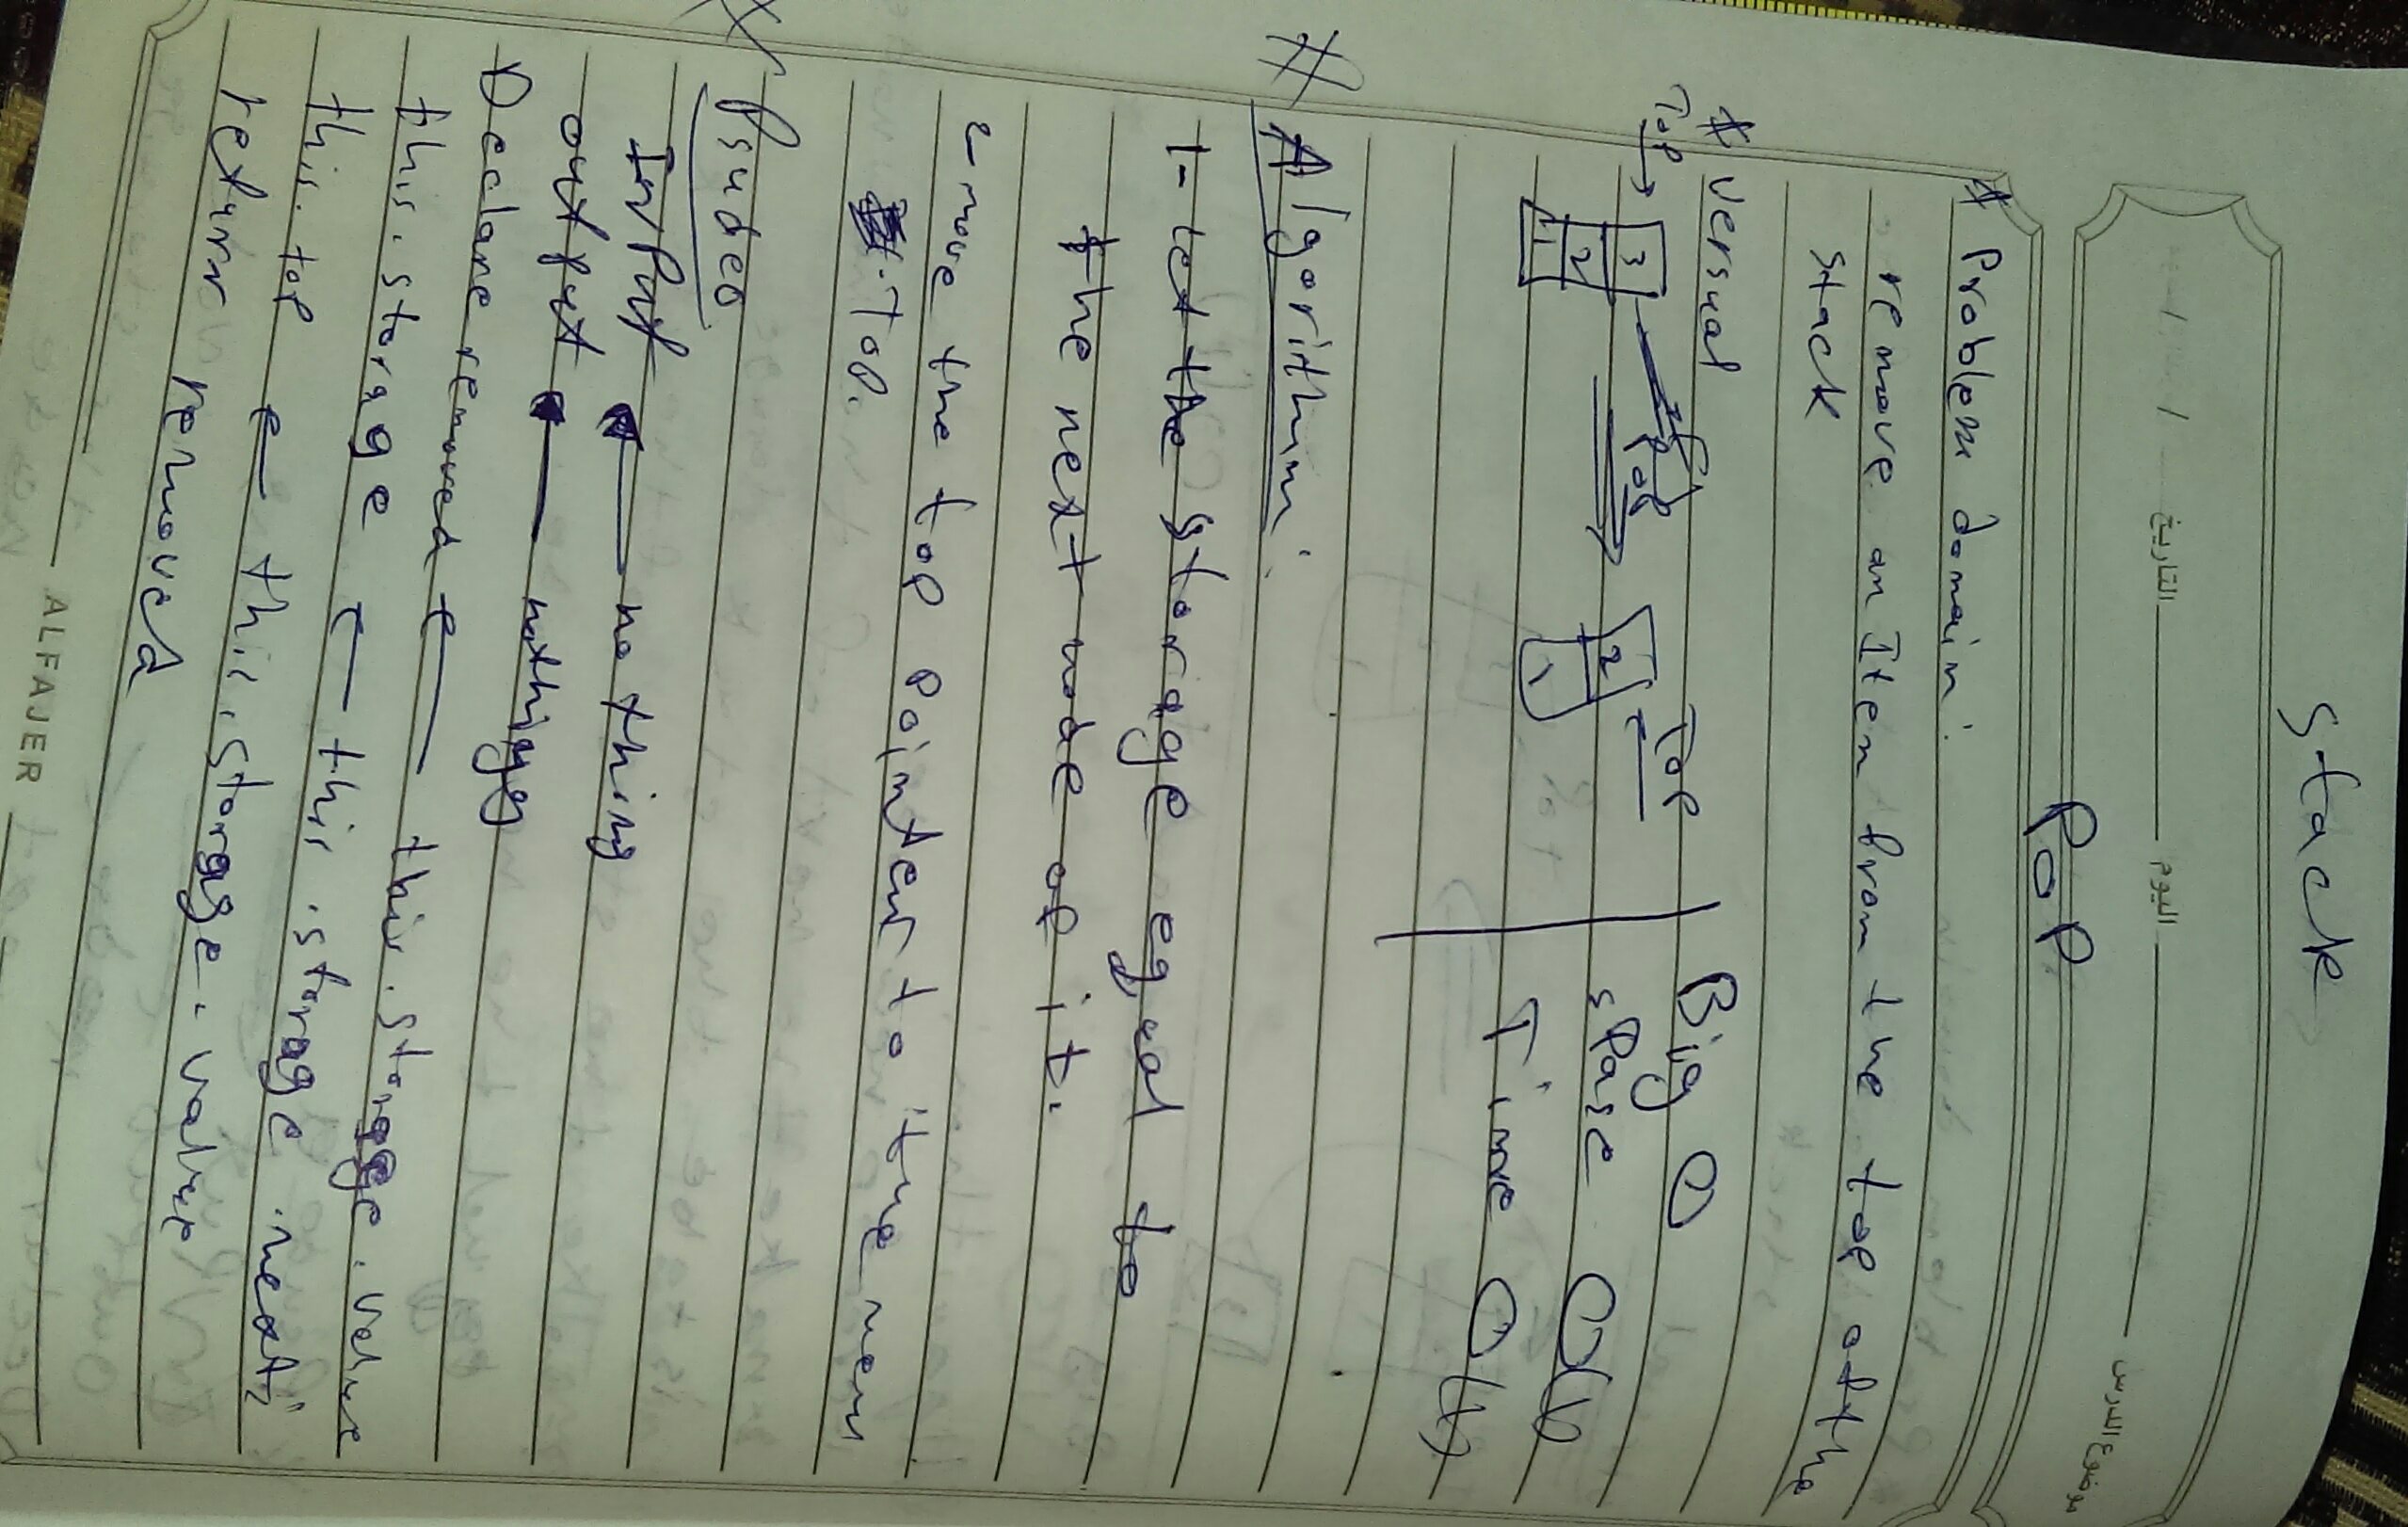 Stack
موضوع الدرس اليوم التاريخ / /
PoP
# Problem domain:
remove an Item from the top of the
stack
# Versual
Big O
Top → 3 Pop Top
2 2
1 1
spase O(1)
Time O(1)
# Algorithim:
1- let the storage equal to
the next node of it.
2- move the top pointer to the new
Top.
# Psudeo
InPut ← nothing
outPut ← nothing
Declare removed ← this.storage.value
this.storage ← this.storage.next;
this.top ← this.storage.value
return removed
ALFAJER